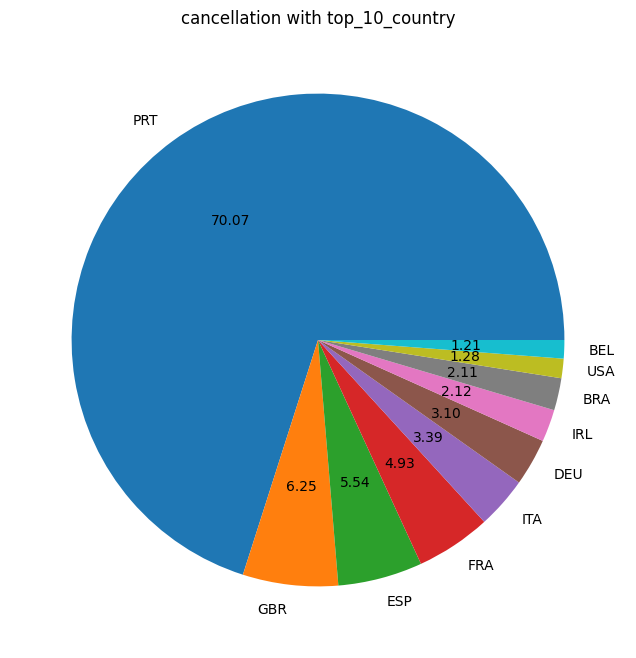 cancellation with top_10_country
PRT
70.07
1.21
BEL
1.28
USA
2.11
BRA
2.12
IRL
3.10
DEU
3.39
ITA
4.93
FRA
5.54
ESP
6.25
GBR